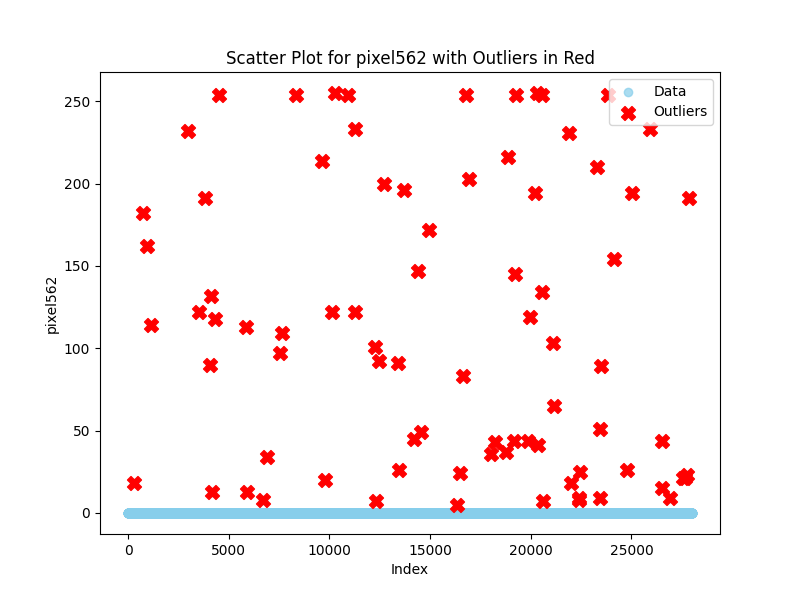 Scatter Plot for pixel562 with Outliers in Red
Data
Outliers
250
200
150
100
50
0
pixel562
0 5000 10000 15000 20000 25000
Index